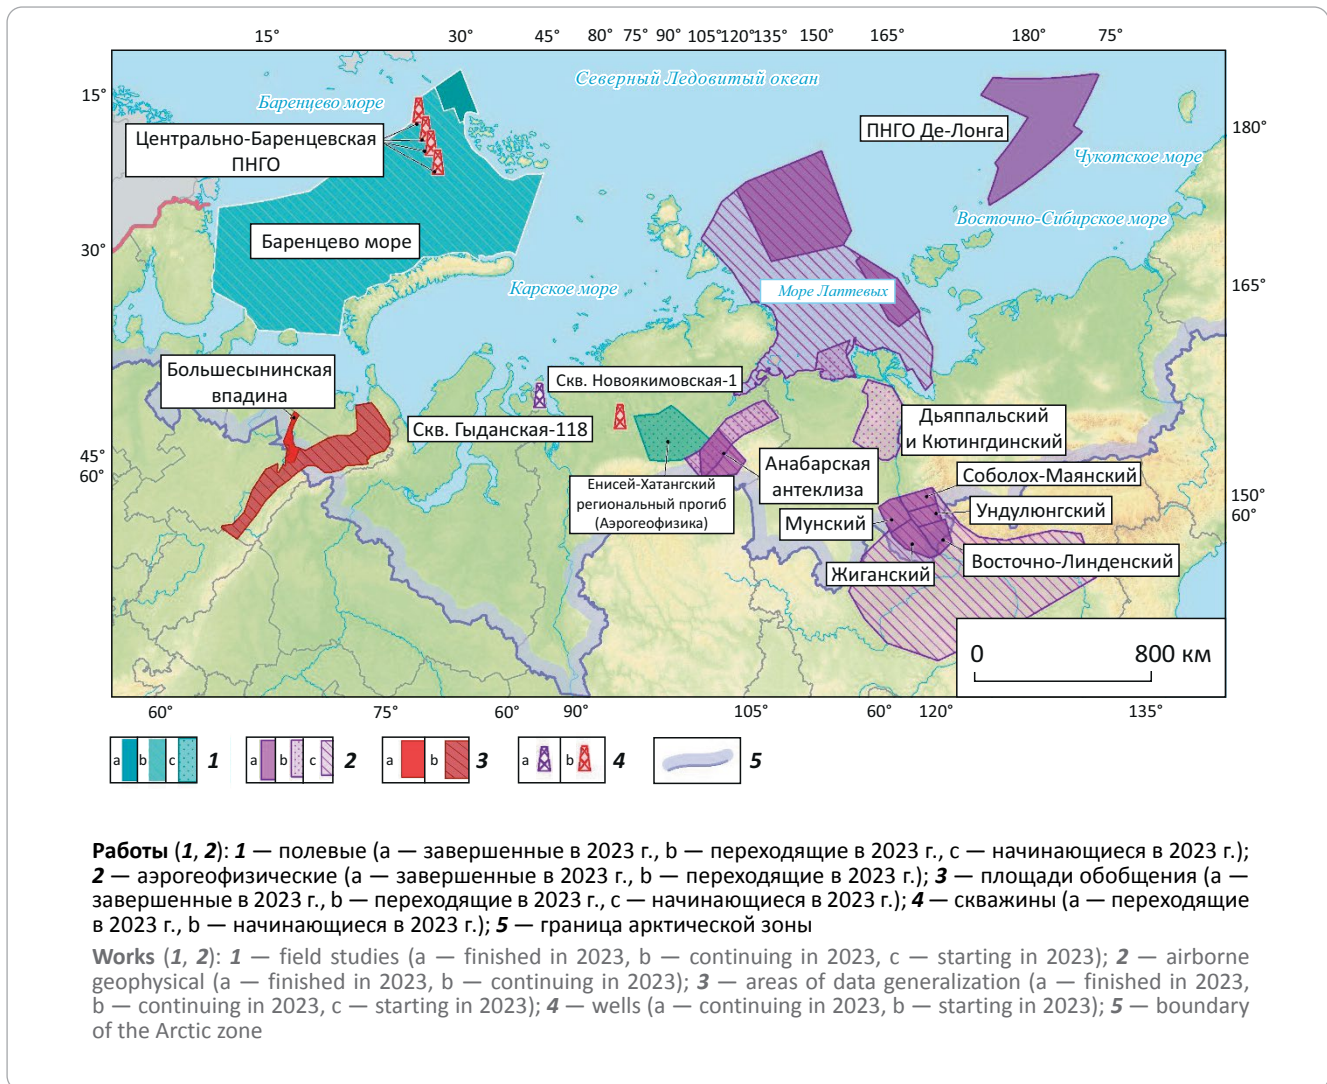 15° 30° 45° 80° 75° 90° 105° 120° 135° 150° 165° 180° 75°
Северный Ледовитый океан
15°
Баренцево море
Центрально-Баренцевская
ПНГО
ПНГО Де-Лонга
180°
Чукотское море
Восточно-Сибирское море
Баренцево море
30°
Карское море
Море Лаптевых
165°
Большесынинская
впадина
Скв. Новоякимовская-1
Скв. Гыданская-118
Дьяппальский
и Кютингдинский
45°
60°
Анабарская
антеклиза
Енисей-Хатангский
региональный прогиб
(Аэрогеофизика)
Соболох-Маянский
150°
60°
Ундулюнгский
Мунский
Восточно-Линденский
Жиганский
0 800 км
60° 75° 60° 90° 105° 60° 120° 135°
a b c 1 a b c 2 a b 3 a b 4 5
Работы (1, 2): 1 — полевые (a — завершенные в 2023 г., b — переходящие в 2023 г., c — начинающиеся в 2023 г.);
2 — аэрогеофизические (a — завершенные в 2023 г., b — переходящие в 2023 г.); 3 — площади обобщения (a —
завершенные в 2023 г., b — переходящие в 2023 г., c — начинающиеся в 2023 г.); 4 — скважины (a — переходящие
в 2023 г., b — начинающиеся в 2023 г.); 5 — граница арктической зоны
Works (1, 2): 1 — field studies (a — finished in 2023, b — continuing in 2023, c — starting in 2023); 2 — airborne
geophysical (a — finished in 2023, b — continuing in 2023); 3 — areas of data generalization (a — finished in 2023,
b — continuing in 2023, c — starting in 2023); 4 — wells (a — continuing in 2023, b — starting in 2023); 5 — boundary
of the Arctic zone